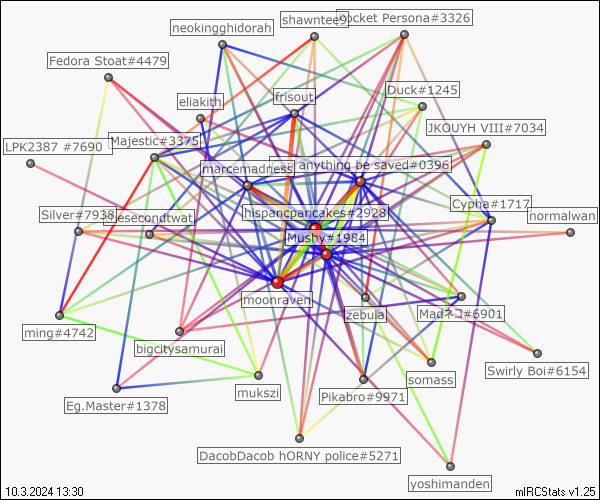 shawntee9
pocket Persona#3326
neokingghidorah
Fedora Stoat#4479
Duck#1245
frisout
eliakith
JKOUYH VIII#7034
Majestic#3375
LPK2387 #7690
anything be saved#0396
marcemadness
Cypha#1717
hispancpancakes#2928
Silver#7938
thesecondtwat
normalwan
Mushy#1984
moonraven
zebula
Madネコ#6901
ming#4742
bigcitysamurai
Swirly Boi#6154
somass
mukszi
Pikabro#9971
Eg.Master#1378
DacobDacob hORNY police#5271
yoshimanden
10.3.2024 13:30
mIRCStats v1.25